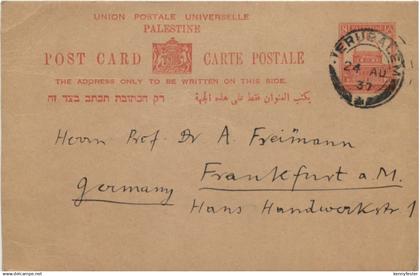 UNION POSTALE UNIVERSELLE
PALESTINE
POST CARD CARTE POSTALE
THE ADDRESS ONLY TO BE WRITTEN ON THIS SIDE.
רק הכתובת תכתב בצד זה يكتب العنوان فقط على هذه الجهة
JERUSALEM
24 AU
37
Herrn Prof. Dr A. Freimann
Frankfurt a.M.
Germany
Hans Handwerkstr 1
kennyfester